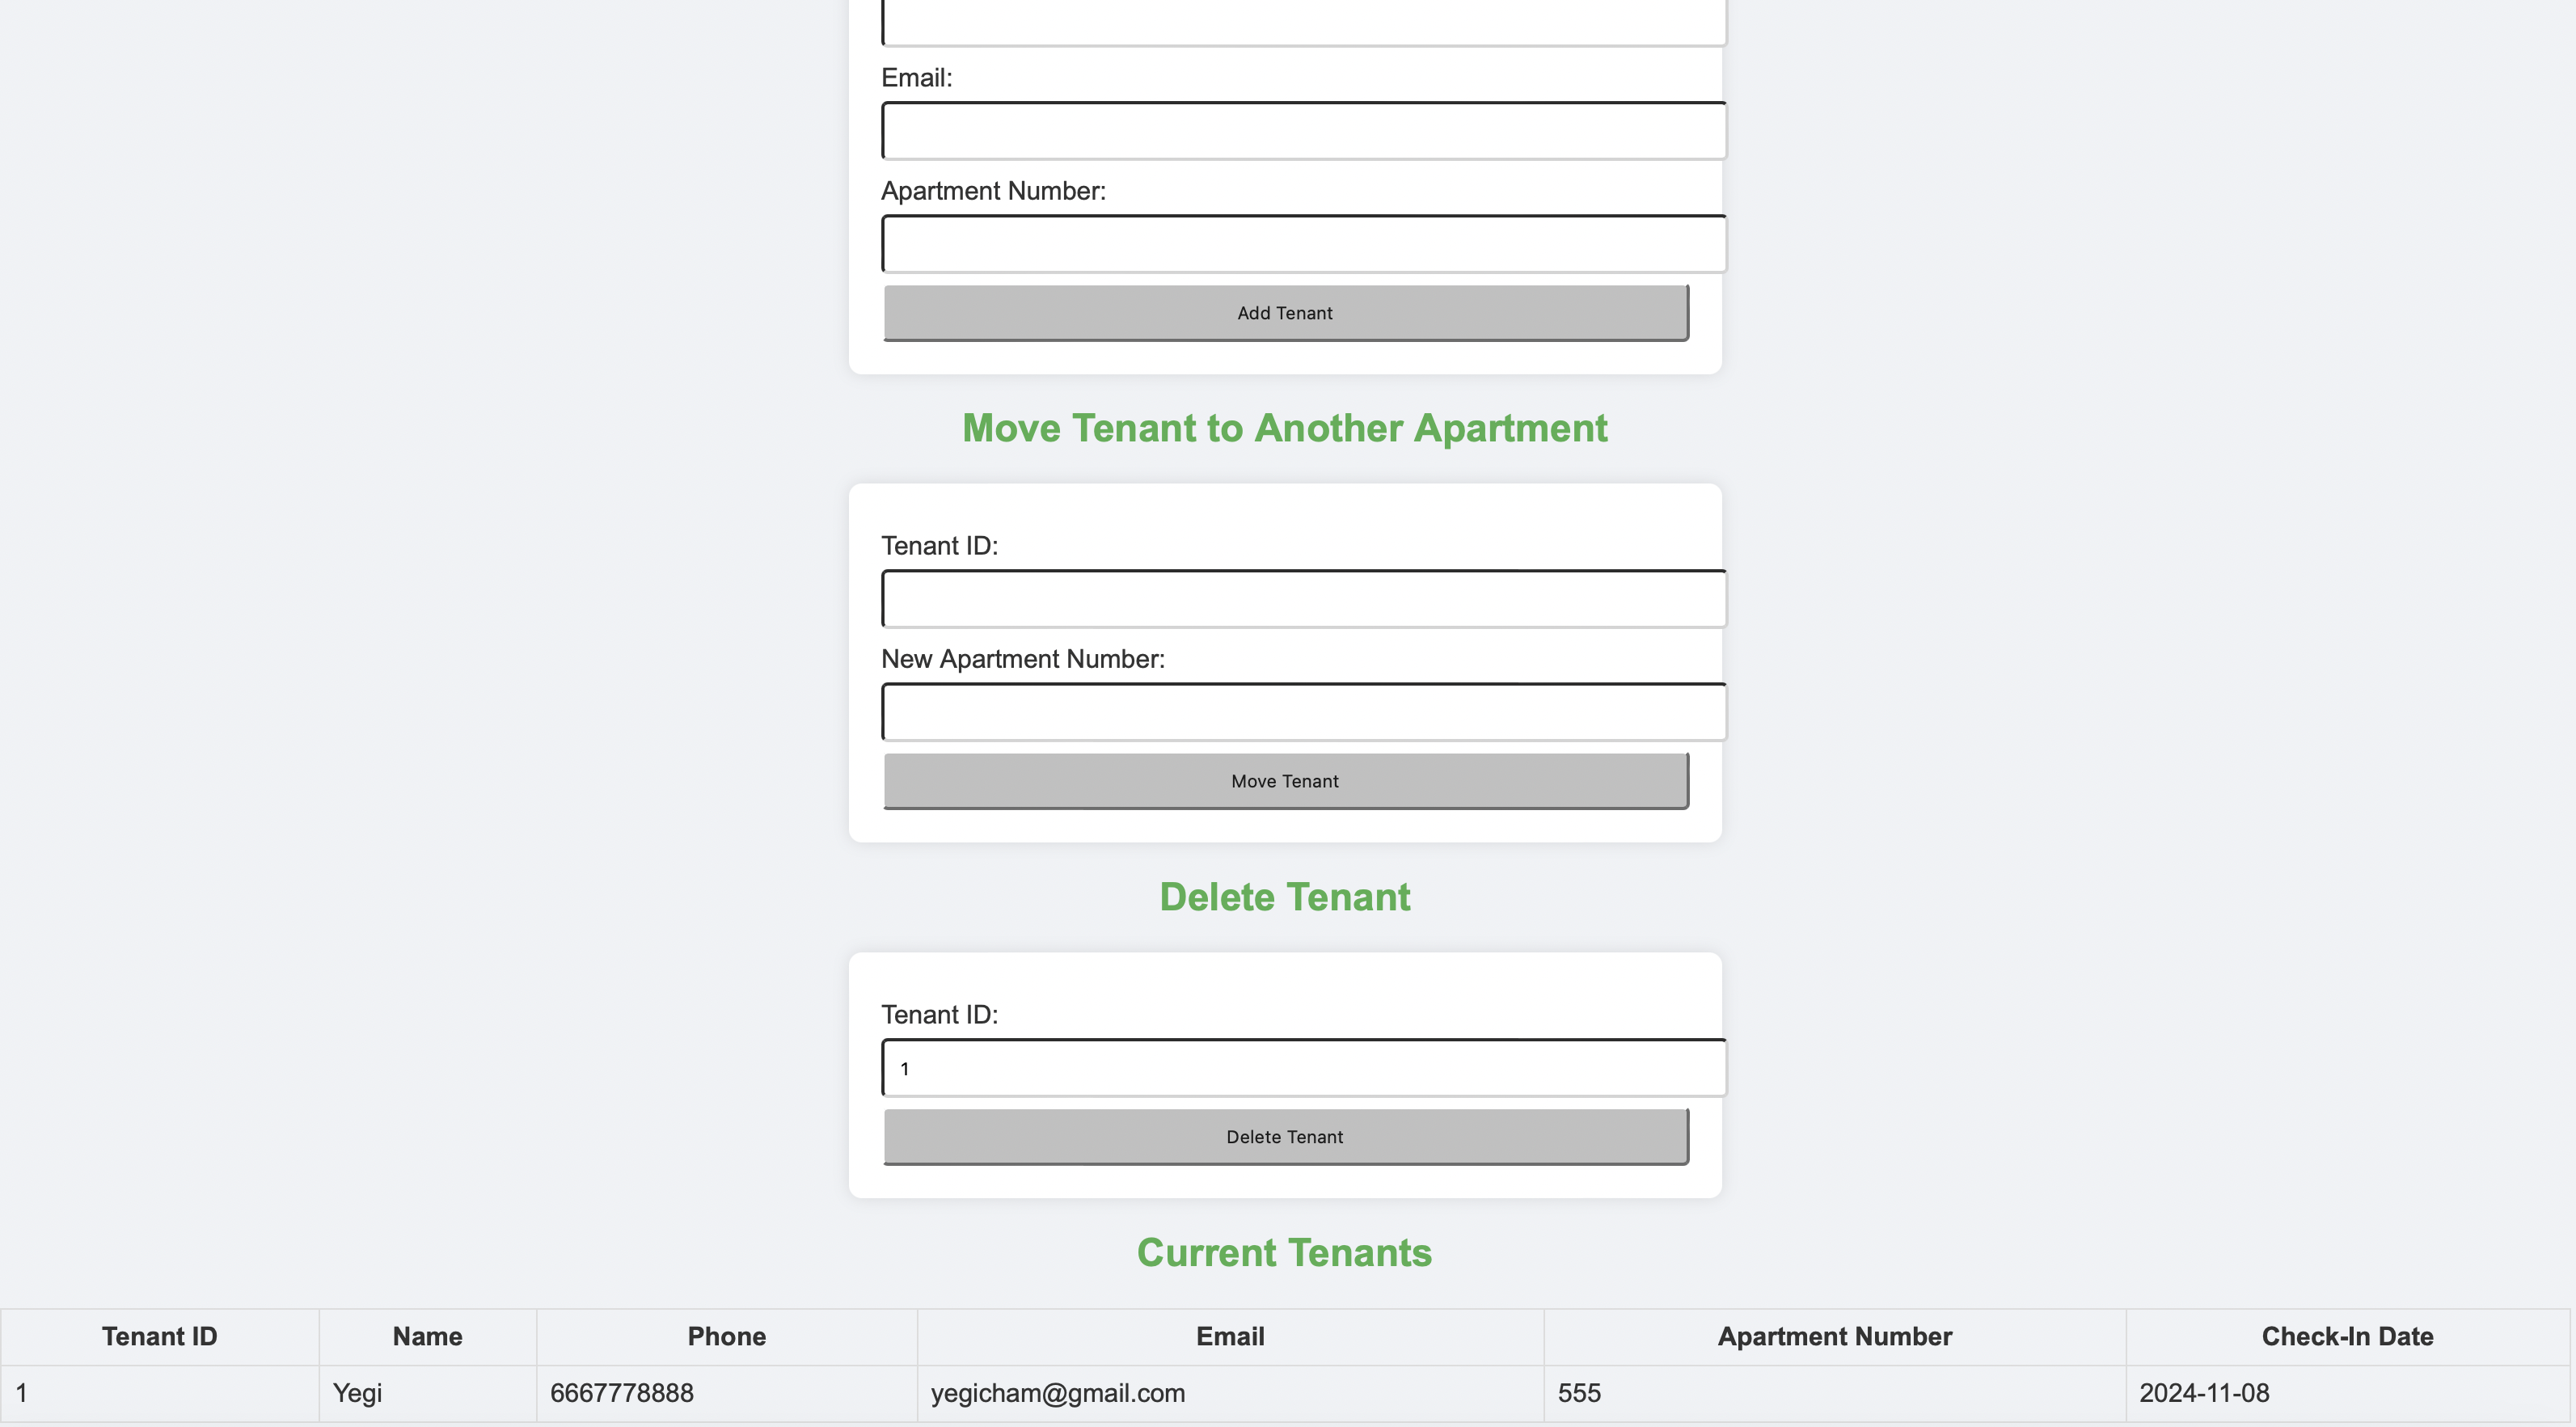 Email:
Apartment Number:
Add Tenant
Move Tenant to Another Apartment
Tenant ID:
New Apartment Number:
Move Tenant
Delete Tenant
Tenant ID:
1
Delete Tenant
Current Tenants
Tenant ID Name Phone Email Apartment Number Check-In Date
1 Yegi 6667778888 yegicham@gmail.com 555 2024-11-08